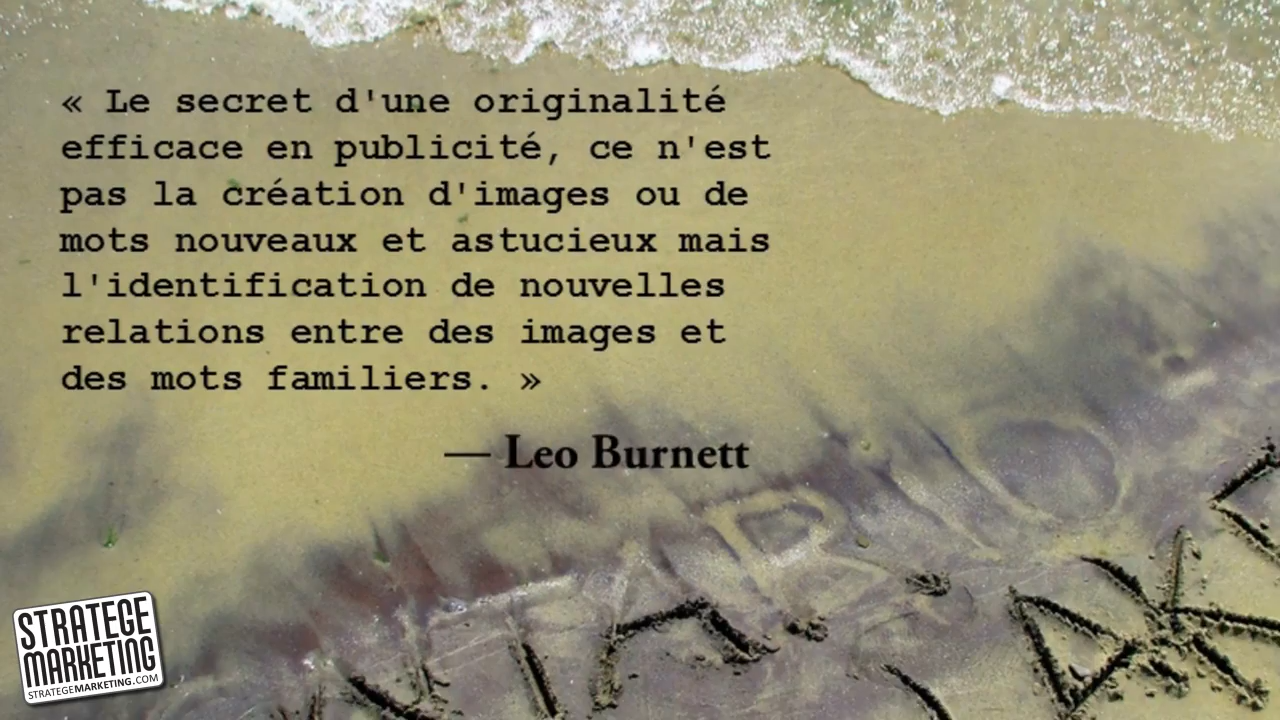 « Le secret d'une originalité
efficace en publicité, ce n'est
pas la création d'images ou de
mots nouveaux et astucieux mais
l'identification de nouvelles
relations entre des images et
des mots familiers. »
— Leo Burnett
STRATEGE
MARKETING
STRATEGEMARKETING.COM